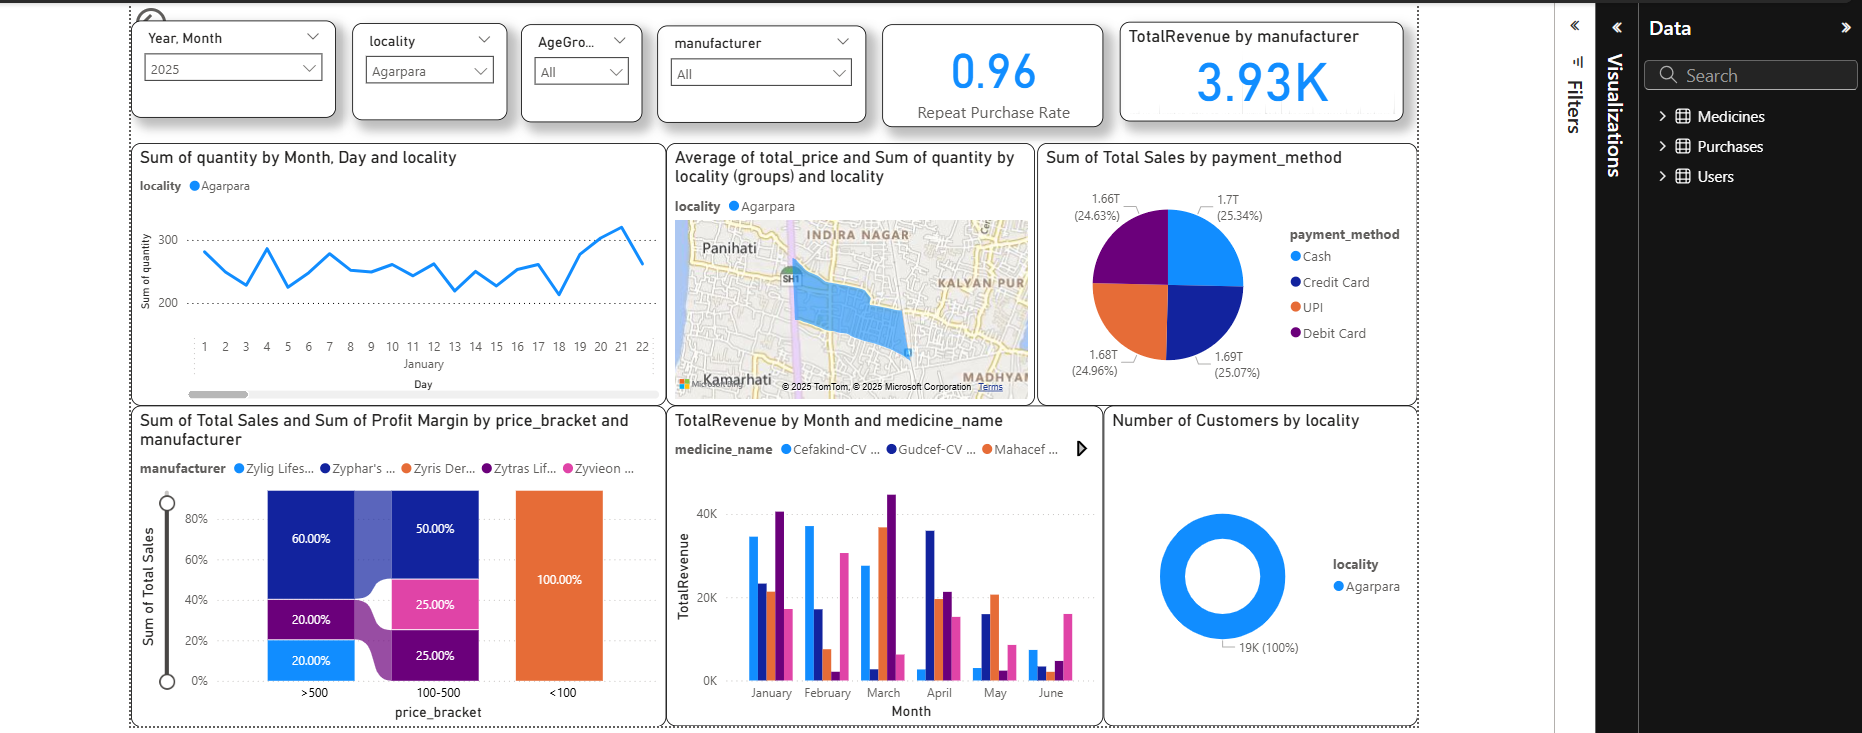 Year, Month
2025
locality
Agarpara
AgeGro...
All
manufacturer
All
0.96
Repeat Purchase Rate
TotalRevenue by manufacturer
3.93K
Sum of quantity by Month, Day and locality
locality Agarpara
Sum of quantity
300
200
1 2 3 4 5 6 7 8 9 10 11 12 13 14 15 16 17 18 19 20 21 22
January
Day
Average of total_price and Sum of quantity by
locality (groups) and locality
locality Agarpara
INDIRA NAGAR
Panihati
SH1
KALYAN PUR
Kamarhati
MADHYAM
Microsoft Bing
© 2025 TomTom, © 2025 Microsoft Corporation Terms
Sum of Total Sales by payment_method
1.66T
(24.63%)
1.7T
(25.34%)
1.68T
(24.96%)
1.69T
(25.07%)
payment_method
Cash
Credit Card
UPI
Debit Card
Sum of Total Sales and Sum of Profit Margin by price_bracket and
manufacturer
manufacturer Zylig Lifes... Zyphar's ... Zyris Der... Zytras Lif... Zyvieon ...
Sum of Total Sales
80%
60%
40%
20%
0%
60.00%
20.00%
20.00%
50.00%
25.00%
25.00%
100.00%
>500 100-500 <100
price_bracket
TotalRevenue by Month and medicine_name
medicine_name Cefakind-CV ... Gudcef-CV ... Mahacef ...
TotalRevenue
40K
20K
0K
January February March April May June
Month
Number of Customers by locality
19K (100%)
locality
Agarpara
Filters
Visualizations
Data
Search
Medicines
Purchases
Users